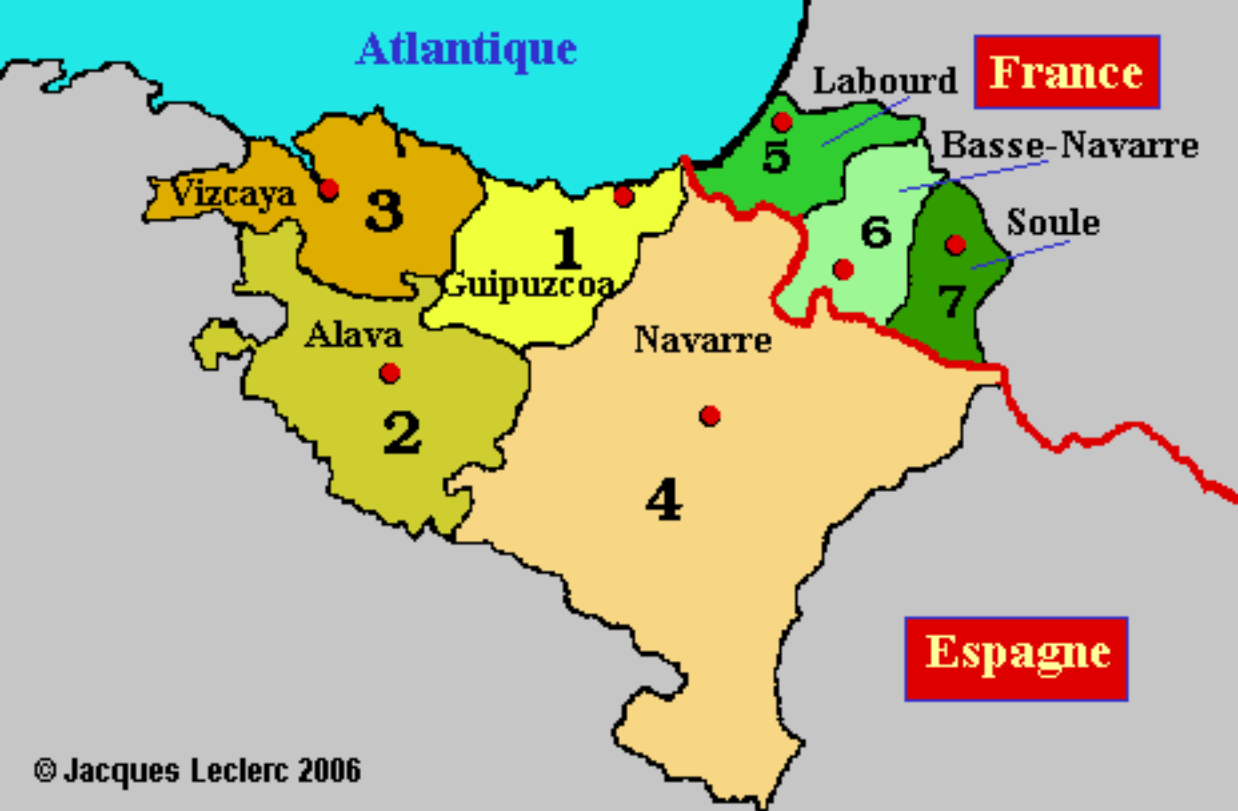 Atlantique
France
Labourd
5
Basse-Navarre
Vizcaya
3
6
Soule
1
Guipuzcoa
7
Alava
Navarre
2
4
Espagne
© Jacques Leclerc 2006